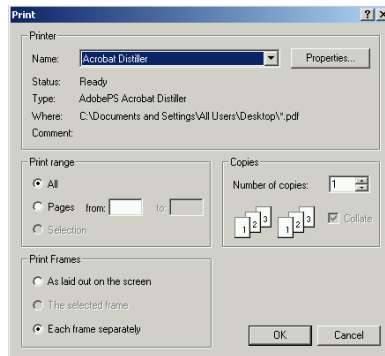 Print
Printer
Name: Acrobat Distiller Properties...
Status: Ready
Type: AdobePS Acrobat Distiller
Where: C:\Documents and Settings\All Users\Desktop\*.pdf
Comment:
Print range
All
Pages from: to:
Selection
Copies
Number of copies: 1
1 2 3 1 2 3 Collate
Print Frames
As laid out on the screen
The selected frame
Each frame separately
OK Cancel